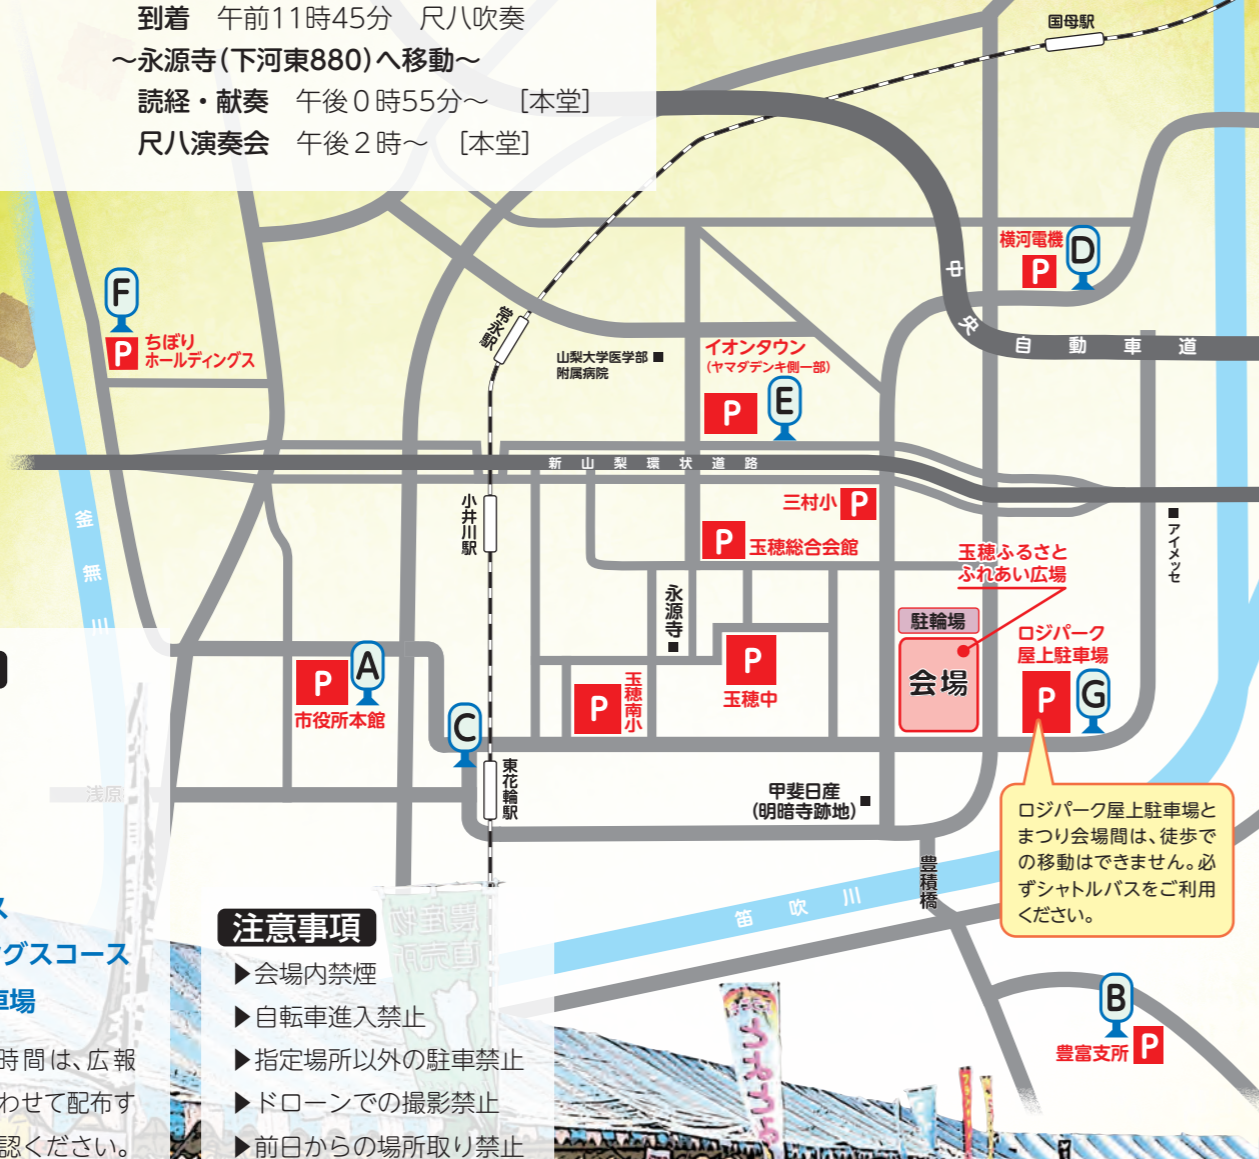 到着　午前11時45分　尺八吹奏
～永源寺(下河東880)へ移動～
読経・献奏　午後０時55分～　［本堂］
尺八演奏会　午後２時～　［本堂］
国母駅
横河電機
P
D
中央自動車道
F
P
ちぼり
ホールディングス
常永駅
山梨大学医学部
附属病院
イオンタウン
(ヤマダデンキ側一部)
P
E
新山梨環状道路
釜無川
小井川駅
三村小
P
P
玉穂総合会館
アイメッセ
玉穂ふるさと
ふれあい広場
永源寺
駐輪場
会場
ロジパーク
屋上駐車場
P
G
P
A
市役所本館
P
玉穂南小
P
玉穂中
C
東花輪駅
浅原
甲斐日産
(明暗寺跡地)
ロジパーク屋上駐車場と
まつり会場間は、徒歩で
の移動はできません。必
ずシャトルバスをご利用
ください。
豊積橋
笛吹川
B
豊富支所
P
ス
グスコース
車場
時間は、広報
わせて配布す
認ください。
注意事項
▶会場内禁煙
▶自転車進入禁止
▶指定場所以外の駐車禁止
▶ドローンでの撮影禁止
▶前日からの場所取り禁止
農産物
直売所